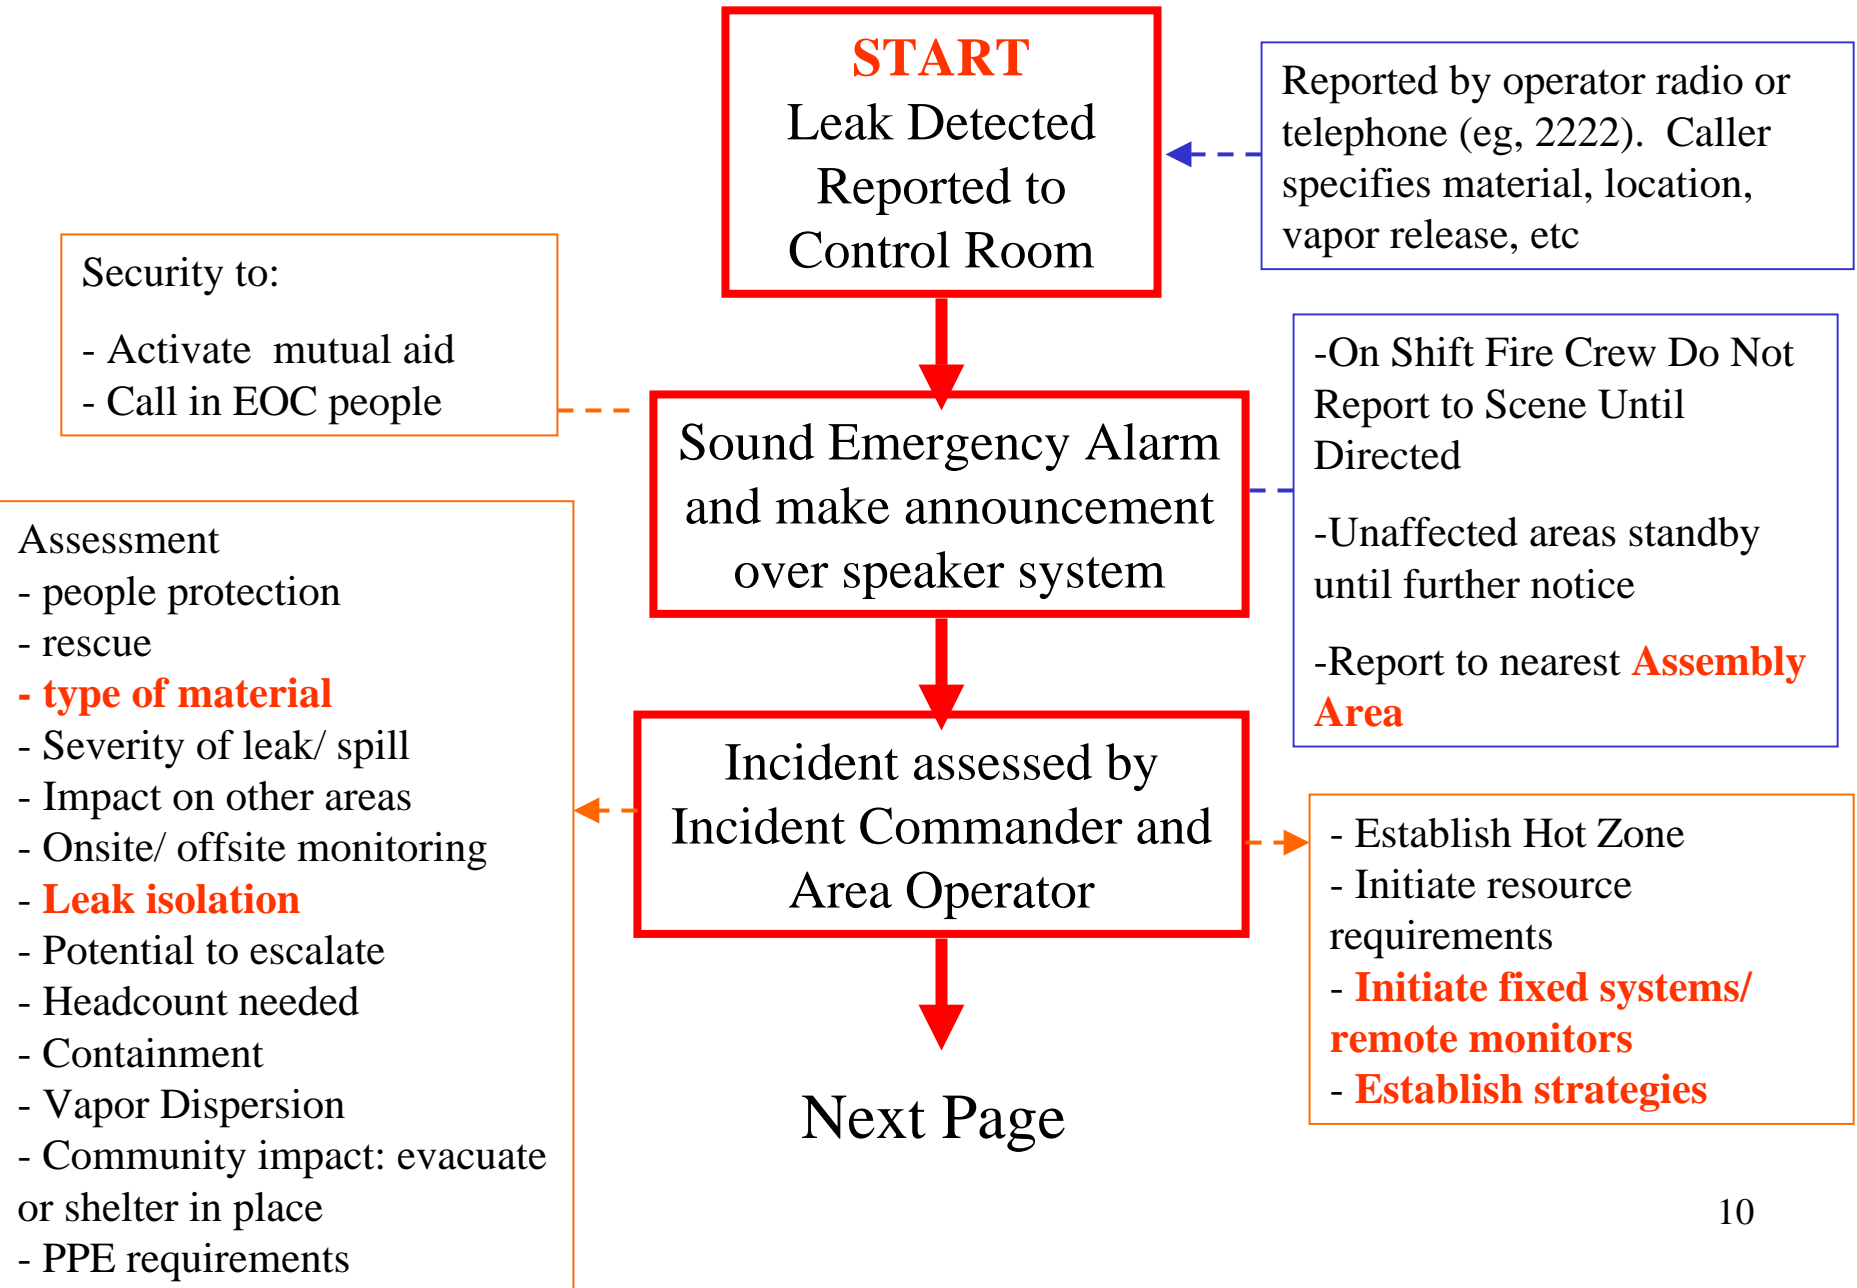 START
Leak Detected
Reported to
Control Room
Reported by operator radio or
telephone (eg, 2222).  Caller
specifies material, location,
vapor release, etc
Security to:
- Activate  mutual aid
- Call in EOC people
Sound Emergency Alarm
and make announcement
over speaker system
-On Shift Fire Crew Do Not
Report to Scene Until
Directed
-Unaffected areas standby
until further notice
-Report to nearest Assembly
Area
Assessment
- people protection
- rescue
- type of material
- Severity of leak/ spill
- Impact on other areas
- Onsite/ offsite monitoring
- Leak isolation
- Potential to escalate
- Headcount needed
- Containment
- Vapor Dispersion
- Community impact: evacuate
or shelter in place
- PPE requirements
Incident assessed by
Incident Commander and
Area Operator
- Establish Hot Zone
- Initiate resource
requirements
- Initiate fixed systems/
remote monitors
- Establish strategies
Next Page
10